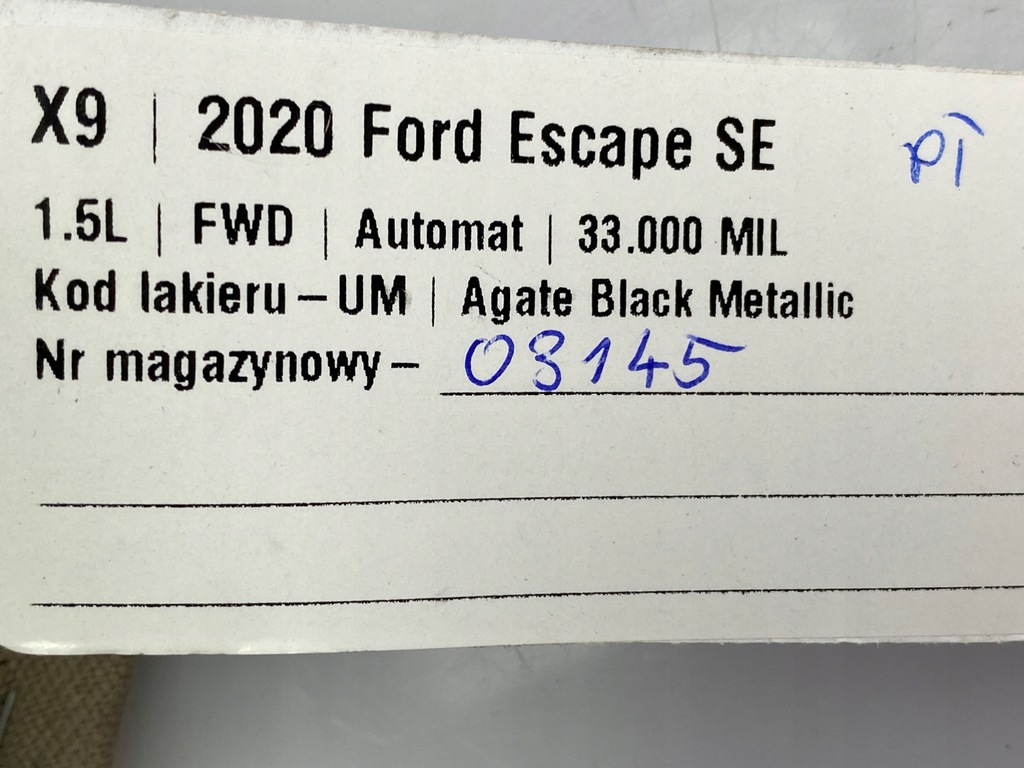 X9 | 2020 Ford Escape SE PT
1.5L | FWD | Automat | 33.000 MIL
Kod lakieru – UM | Agate Black Metallic
Nr magazynowy – 03145